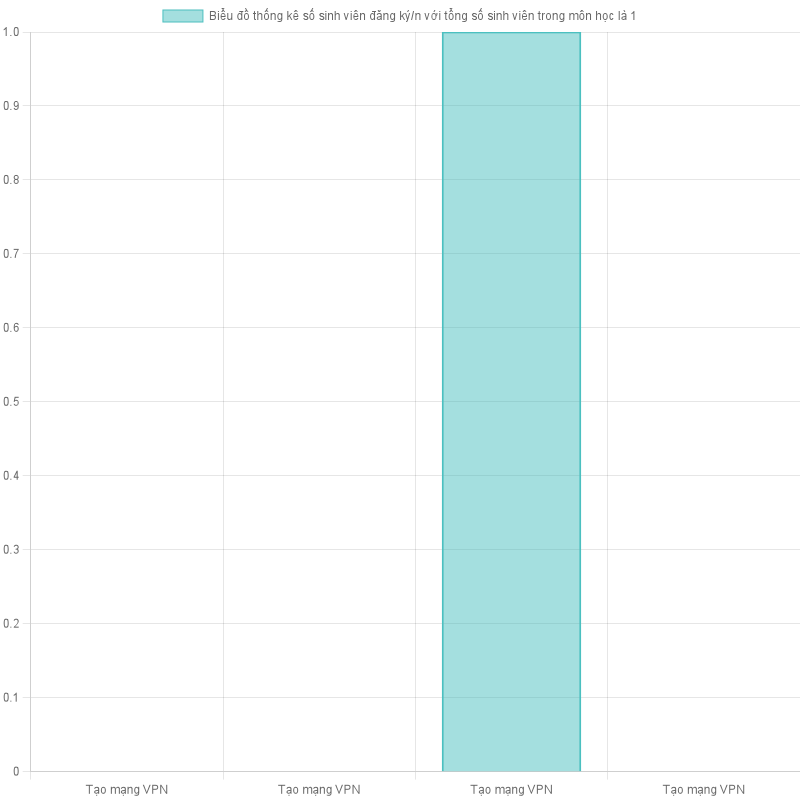 Biểu đồ thống kê số sinh viên đăng ký/n với tổng số sinh viên trong môn học là 1
1.0
0.9
0.8
0.7
0.6
0.5
0.4
0.3
0.2
0.1
0
Tạo mạng VPN
Tạo mạng VPN
Tạo mạng VPN
Tạo mạng VPN